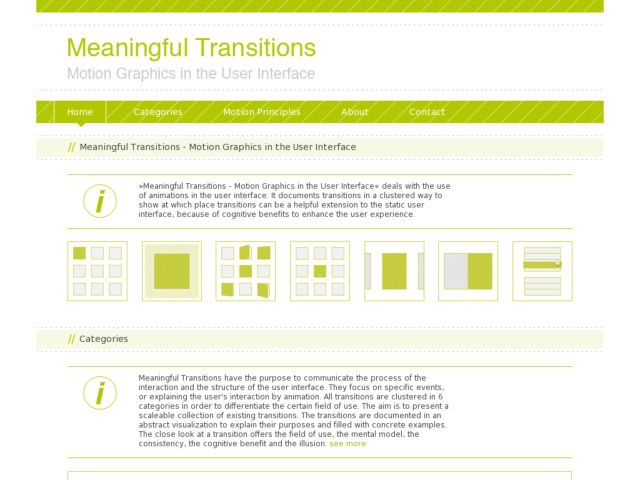 Meaningful Transitions
Motion Graphics in the User Interface
Home Categories Motion Principles About Contact
// Meaningful Transitions - Motion Graphics in the User Interface
i
»Meaningful Transitions - Motion Graphics in the User Interface« deals with the use
of animations in the user interface. It documents transitions in a clustered way to
show at which place transitions can be a helpful extension to the static user
interface, because of cognitive benefits to enhance the user experience.
// Categories
i
Meaningful Transitions have the purpose to communicate the process of the
interaction and the structure of the user interface. They focus on specific events,
or explaining the user's interaction by animation. All transitions are clustered in 6
categories in order to differentiate the certain field of use. The aim is to present a
scaleable collection of existing transitions. The transitions are documented in an
abstract visualization to explain their purposes and filled with concrete examples.
The close look at a transition offers the field of use, the mental model, the
consistency, the cognitive benefit and the illusion. see more